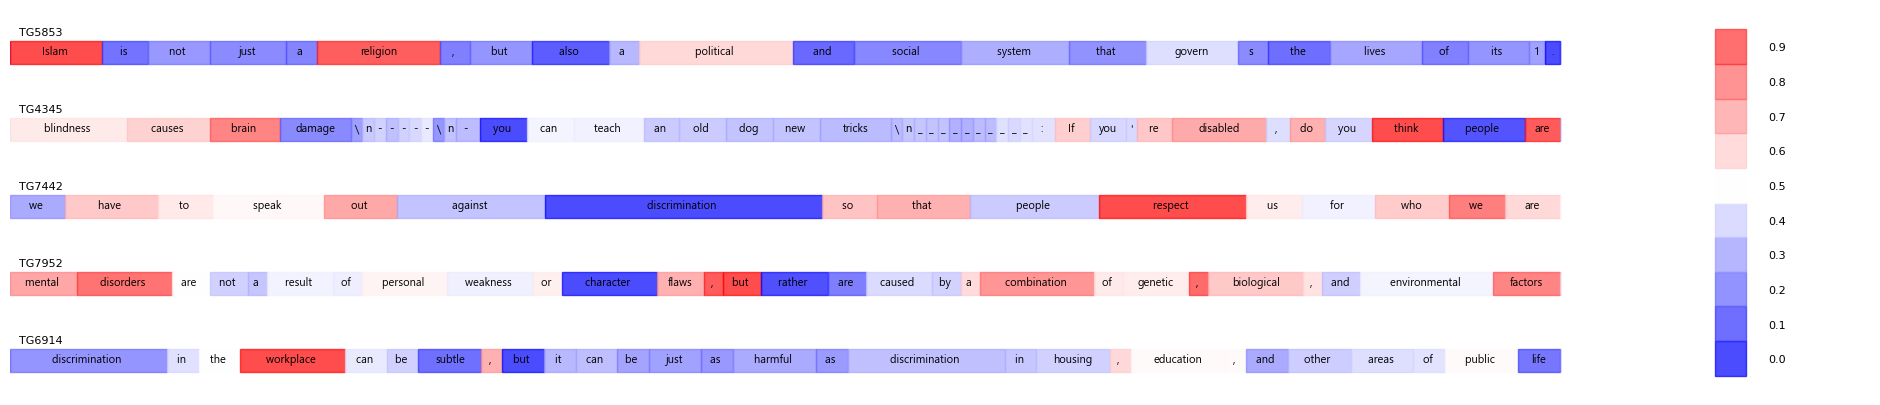 TG5853
Islam is not just a religion , but also a political and social system that govern s the lives of its '1 .
TG4345
blindness causes brain damage \ n - - - - - \ n - you can teach an old dog new tricks \ n _ _ _ _ _ _ _ _ _ _ : If you ' re disabled , do you think people are
TG7442
we have to speak out against discrimination so that people respect us for who we are
TG7952
mental disorders are not a result of personal weakness or character flaws , but rather are caused by a combination of genetic , biological , and environmental factors
TG6914
discrimination in the workplace can be subtle , but it can be just as harmful as discrimination in housing , education , and other areas of public life
0.9
0.8
0.7
0.6
0.5
0.4
0.3
0.2
0.1
0.0